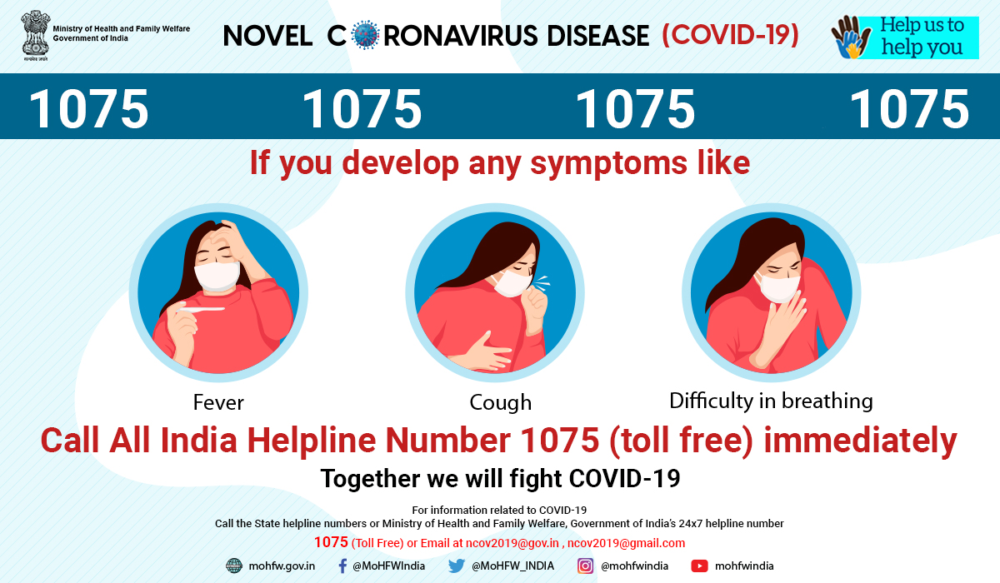 Ministry of Health and Family Welfare
Government of India
सत्यमेव जयते
NOVEL CORONAVIRUS DISEASE (COVID-19)
Help us to
help you
1075 1075 1075 1075
If you develop any symptoms like
Fever Cough Difficulty in breathing
Call All India Helpline Number 1075 (toll free) immediately
Together we will fight COVID-19
For information related to COVID-19
Call the State helpline numbers or Ministry of Health and Family Welfare, Government of India's 24x7 helpline number
1075 (Toll Free) or Email at ncov2019@gov.in , ncov2019@gmail.com
mohfw.gov.in @MoHFWIndia @MoHFW_INDIA @mohfwindia mohfwindia